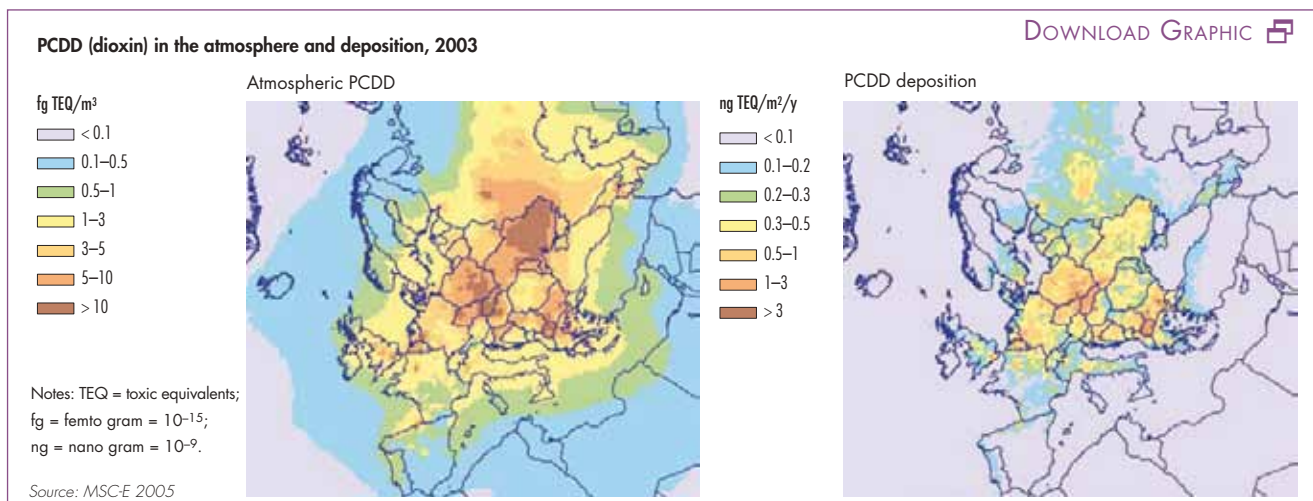 DOWNLOAD GRAPHIC
PCDD (dioxin) in the atmosphere and deposition, 2003
Atmospheric PCDD
fg TEQ/m³
< 0.1
0.1–0.5
0.5–1
1–3
3–5
5–10
> 10
Notes: TEQ = toxic equivalents;
fg = femto gram = 10⁻¹⁵;
ng = nano gram = 10⁻⁹.
Source: MSC-E 2005
PCDD deposition
ng TEQ/m²/y
< 0.1
0.1–0.2
0.2–0.3
0.3–0.5
0.5–1
1–3
> 3